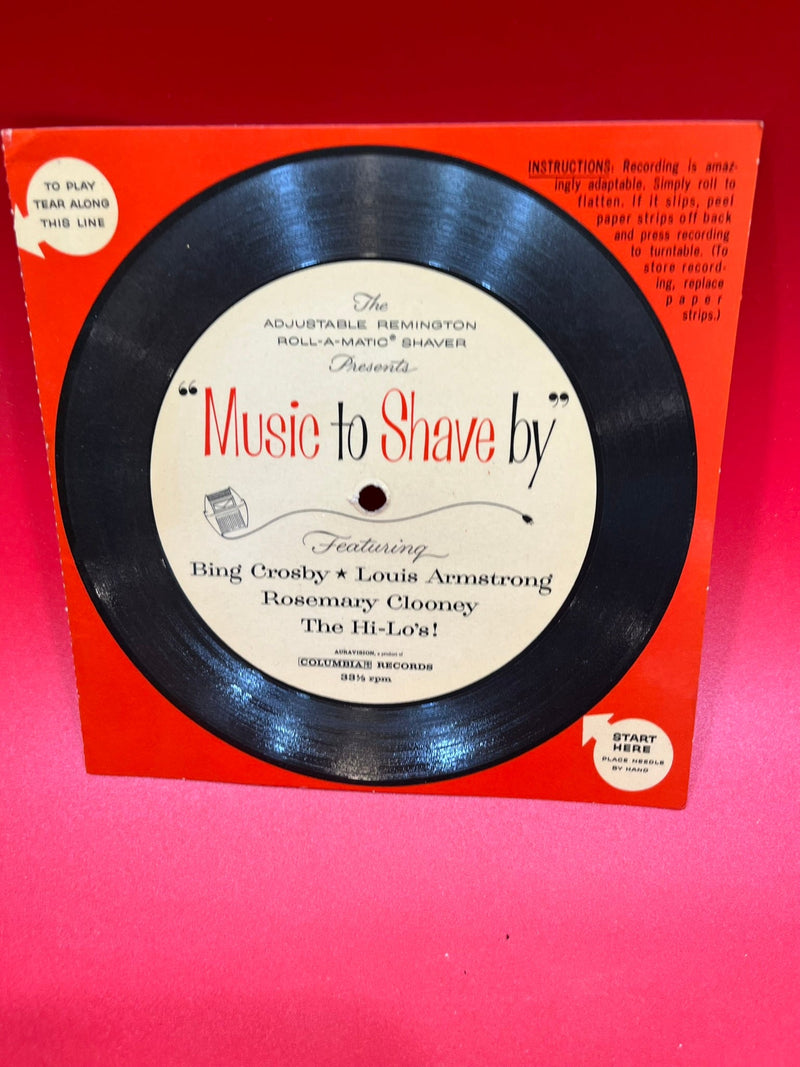 TO PLAY
TEAR ALONG
THIS LINE
INSTRUCTIONS: Recording is amaz-
ingly adaptable. Simply roll to
flatten. If it slips, peel
paper strips off back
and press recording
to turntable. (To
store record-
ing, replace
paper
strips.)
The
ADJUSTABLE REMINGTON
ROLL-A-MATIC® SHAVER
Presents
"Music to Shave by"
Featuring
Bing Crosby ★ Louis Armstrong
Rosemary Clooney
The Hi-Lo's!
AURAVISION, a product of
COLUMBIA RECORDS
33⅓ rpm
START
HERE
PLACE NEEDLE
BY HAND